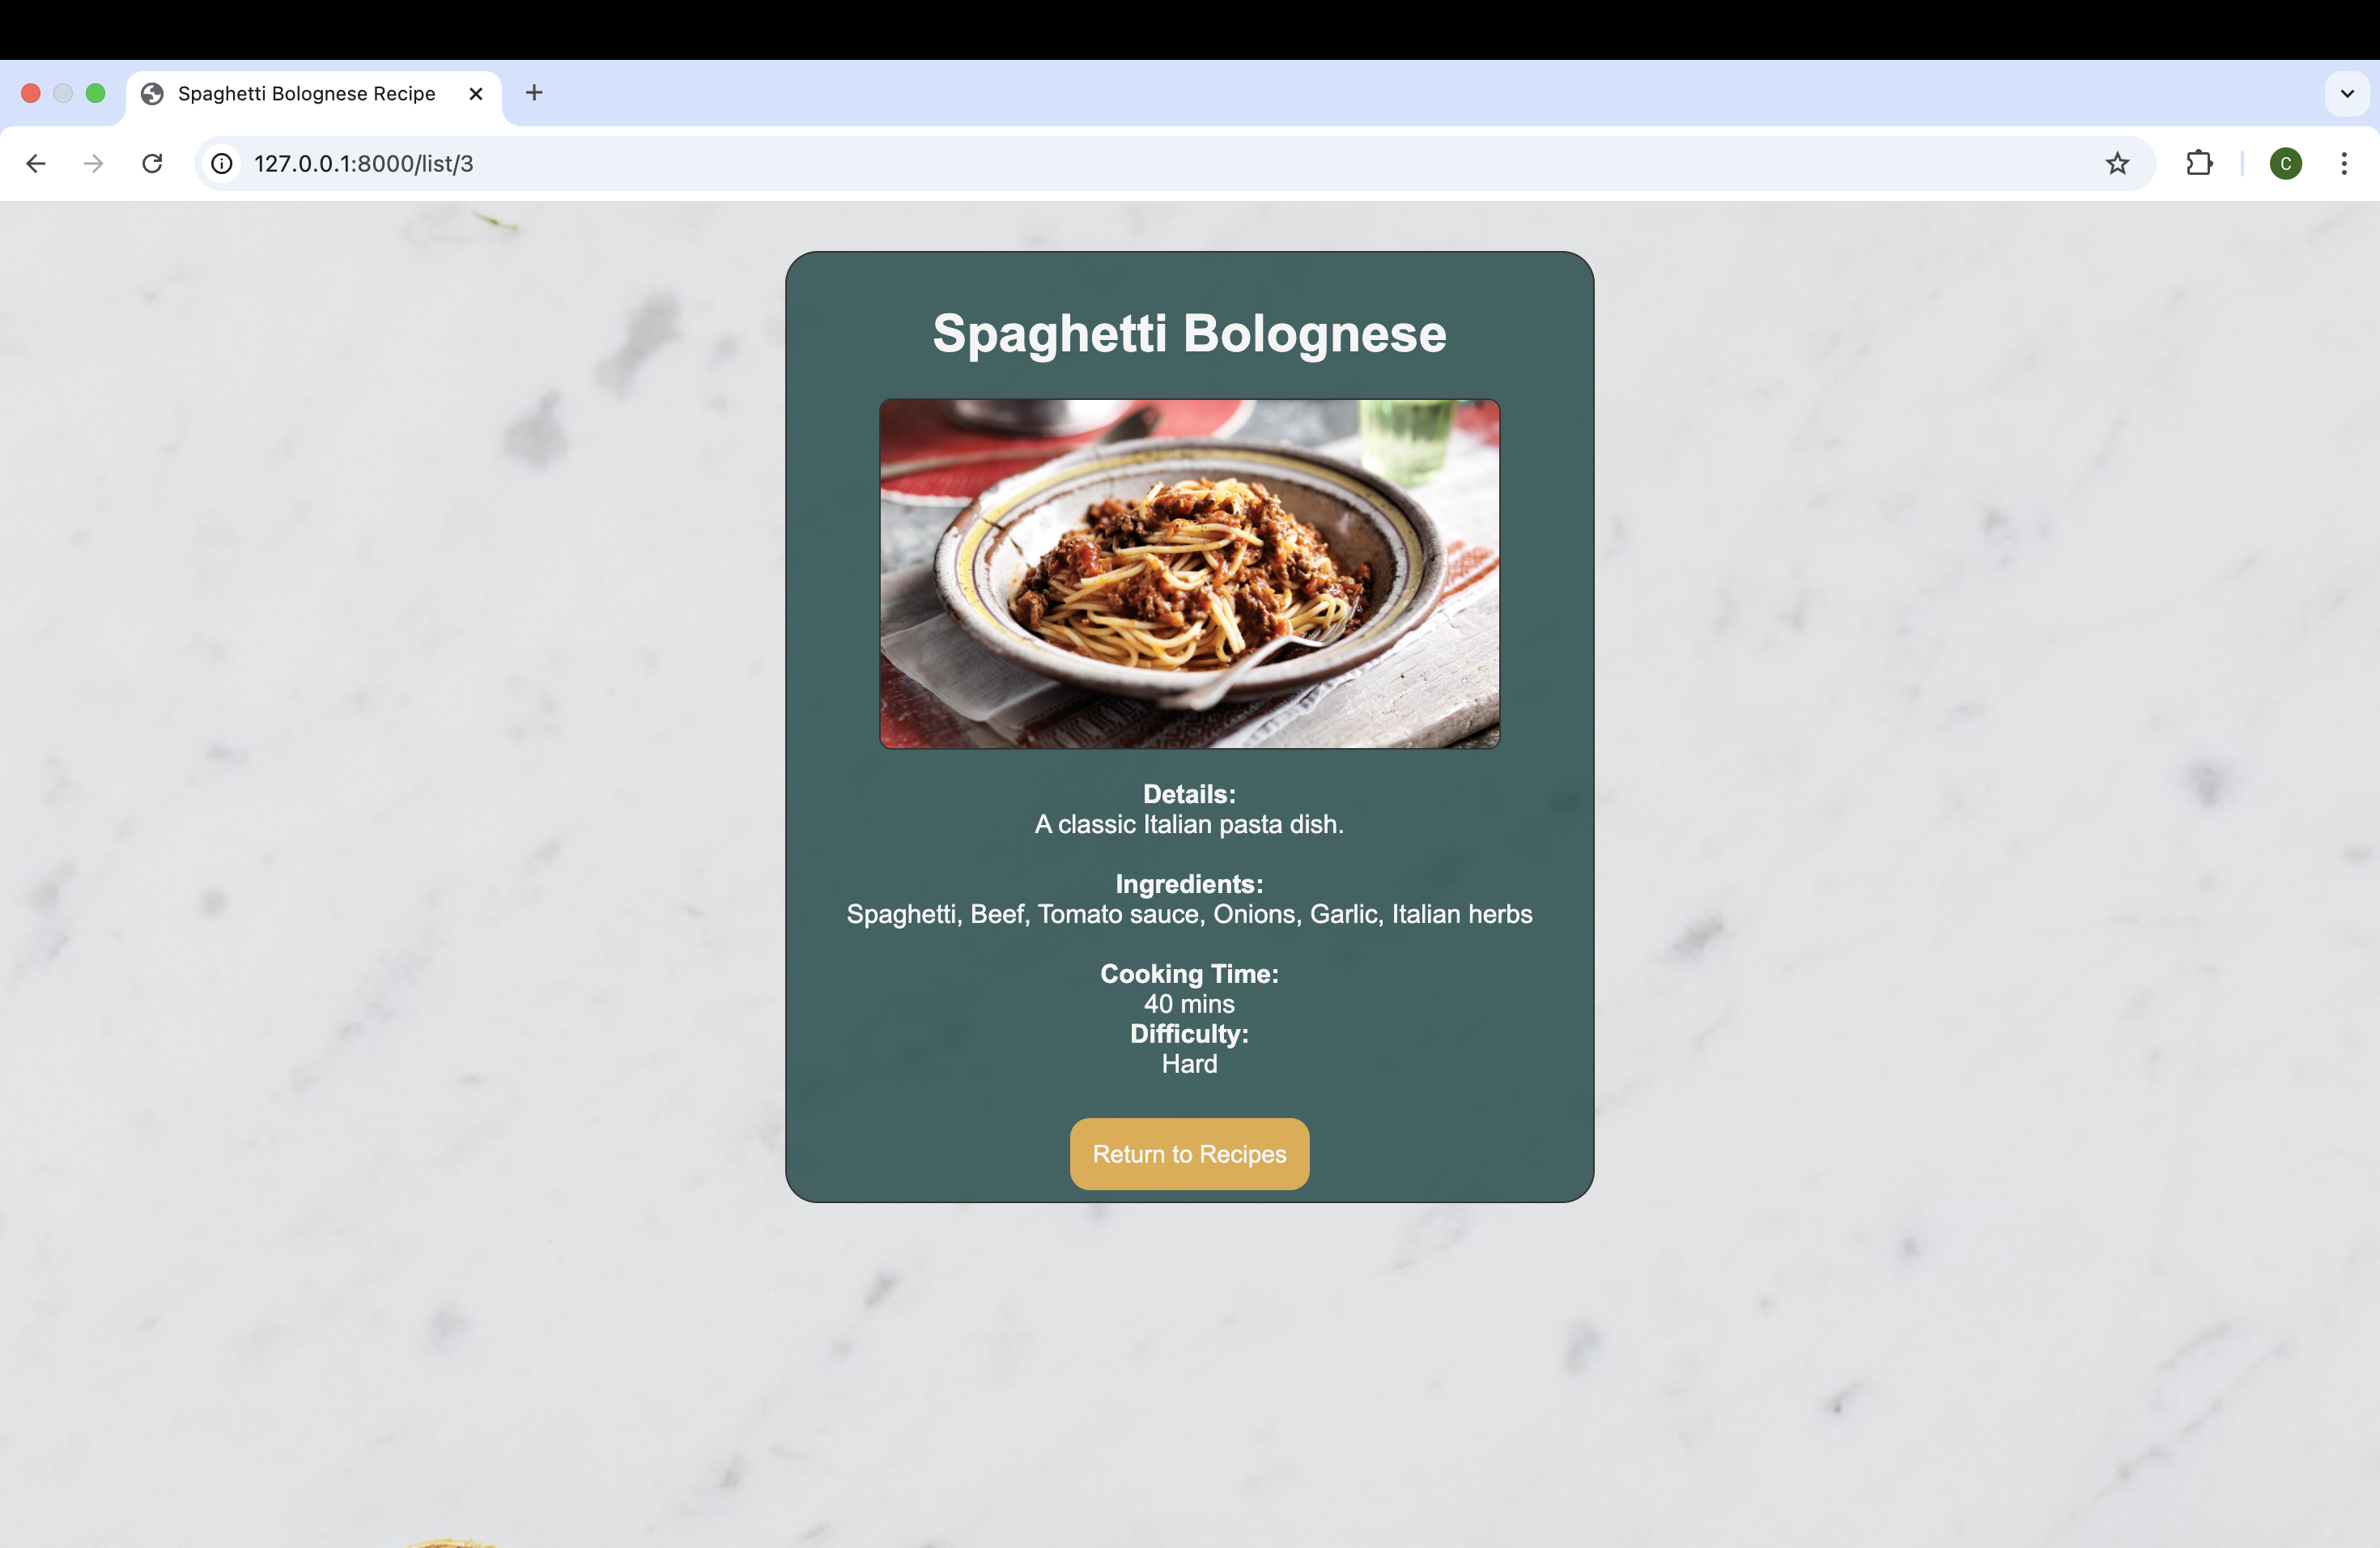 Spaghetti Bolognese Recipe
127.0.0.1:8000/list/3
C
Spaghetti Bolognese
Details:
A classic Italian pasta dish.
Ingredients:
Spaghetti, Beef, Tomato sauce, Onions, Garlic, Italian herbs
Cooking Time:
40 mins
Difficulty:
Hard
Return to Recipes